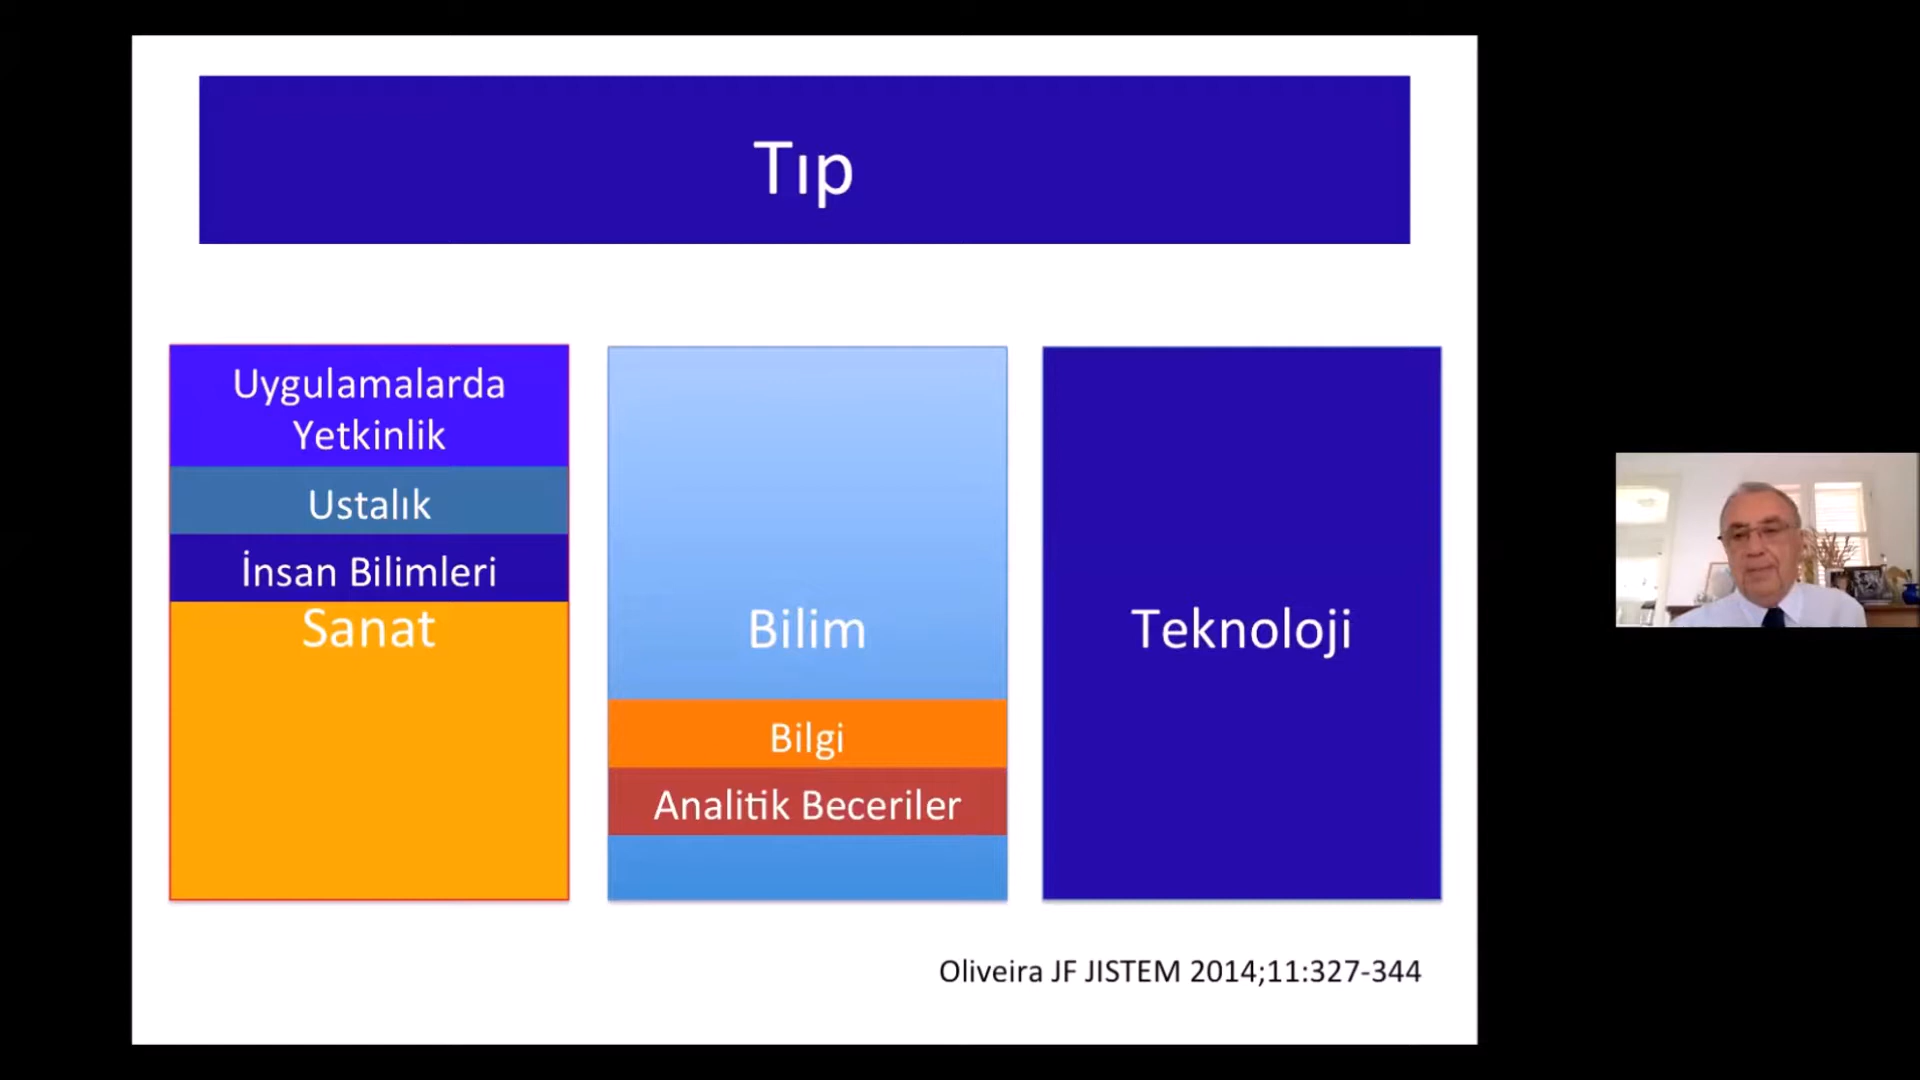 Tıp
Uygulamalarda
Yetkinlik
Ustalık
İnsan Bilimleri
Sanat
Bilim
Bilgi
Analitik Beceriler
Teknoloji
Oliveira JF JISTEM 2014;11:327-344